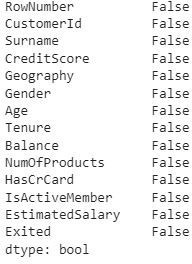 RowNumber False
CustomerId False
Surname False
CreditScore False
Geography False
Gender False
Age False
Tenure False
Balance False
NumOfProducts False
HasCrCard False
IsActiveMember False
EstimatedSalary False
Exited False
dtype: bool